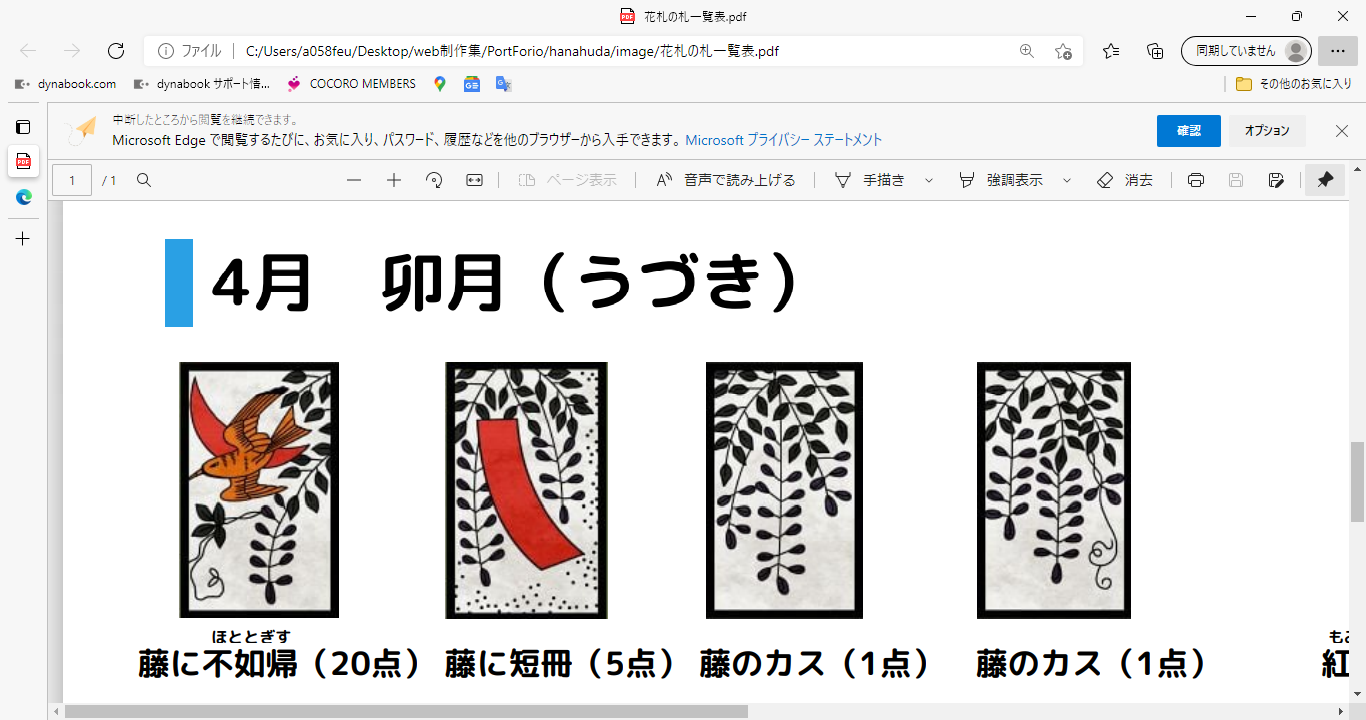 花札の札一覧表.pdf
ファイル C:/Users/a058feu/Desktop/web制作集/PortForio/hanahuda/image/花札の札一覧表.pdf 同期していません
dynabook.com dynabook サポート情... COCORO MEMBERS その他のお気に入り
中断したところから閲覧を継続できます。
Microsoft Edge で閲覧するたびに、お気に入り、パスワード、履歴などを他のブラウザーから入手できます。 Microsoft プライバシー ステートメント 確認 オプション
1 / 1 ページ表示 音声で読み上げる 手描き 強調表示 消去
4月 卯月（うづき）
ほととぎす
藤に不如帰（20点） 藤に短冊（5点） 藤のカス（1点） 藤のカス（1点） 紅